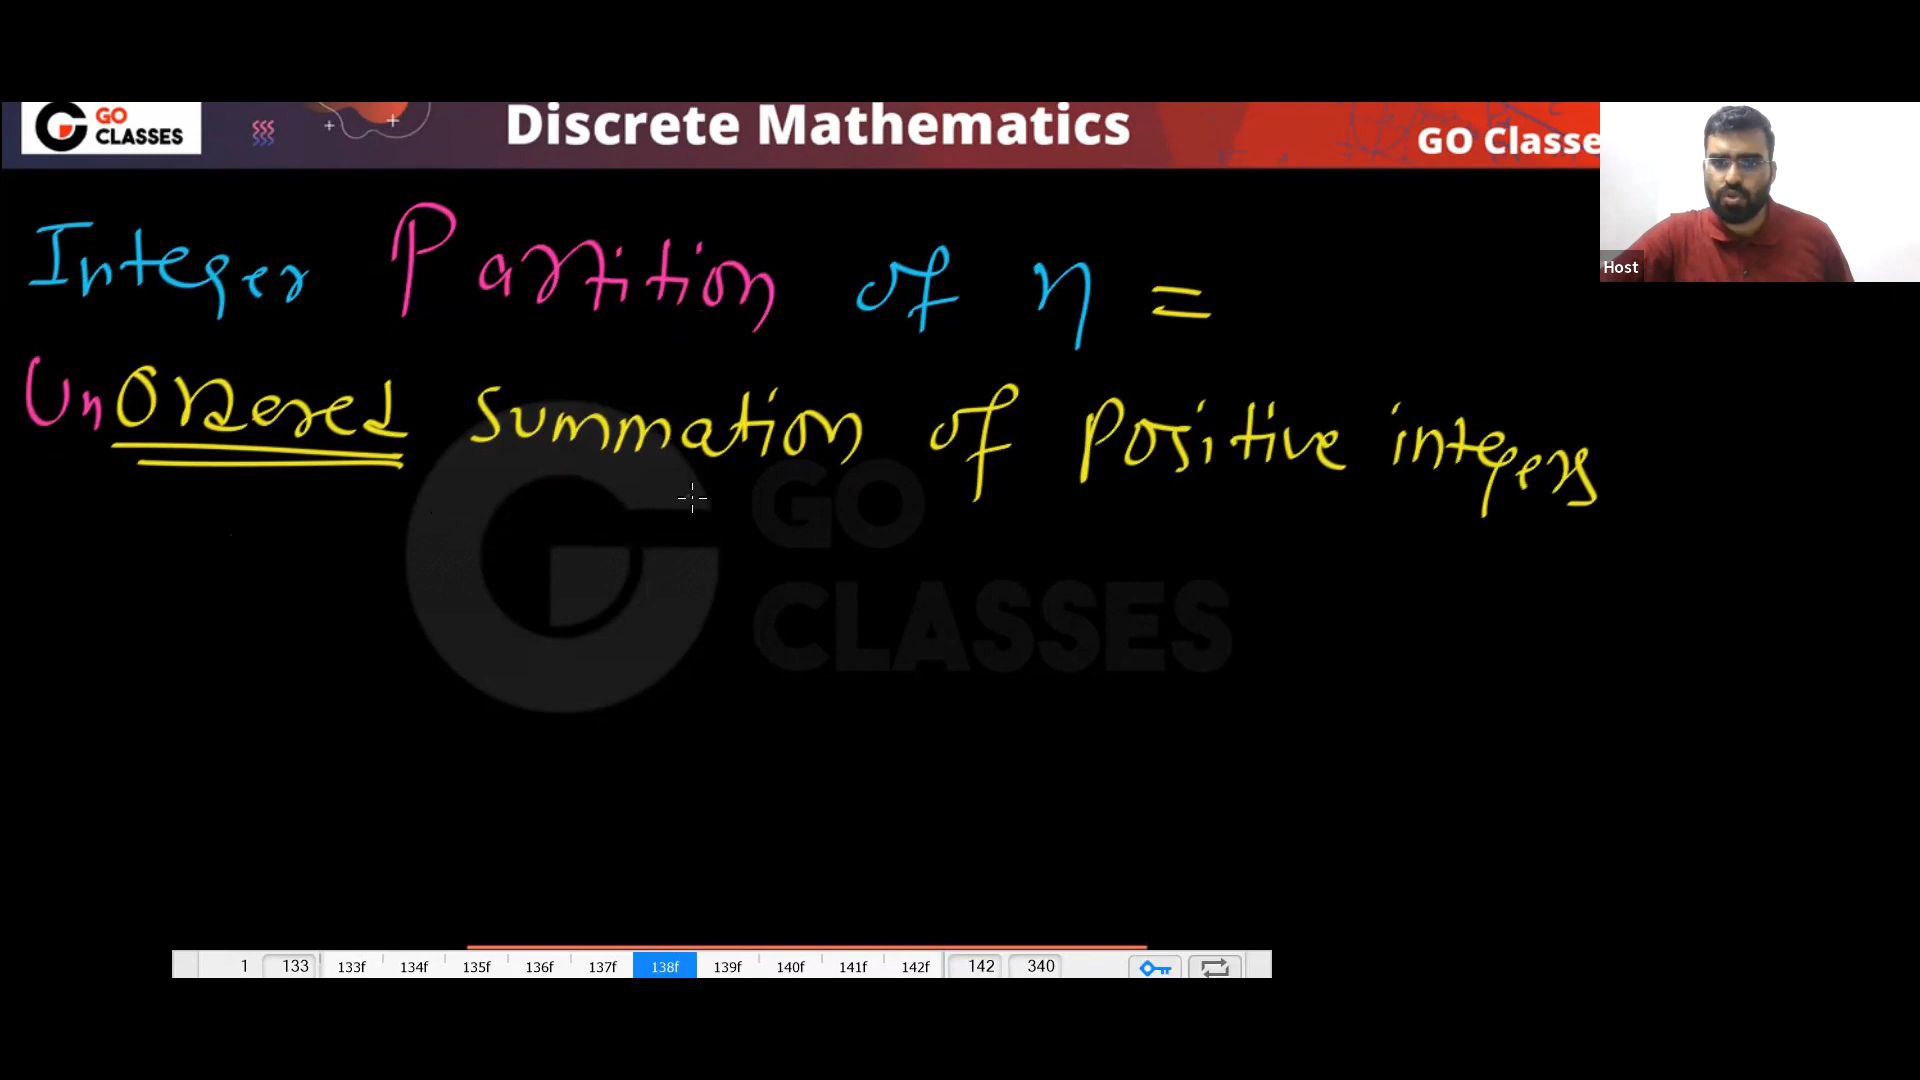 GO
CLASSES
Discrete Mathematics
GO Classe
Host
Integer Partition of n =
UnOrdered summation of positive integers
GO
CLASSES
1 133 133f 134f 135f 136f 137f 138f 139f 140f 141f 142f 142 340